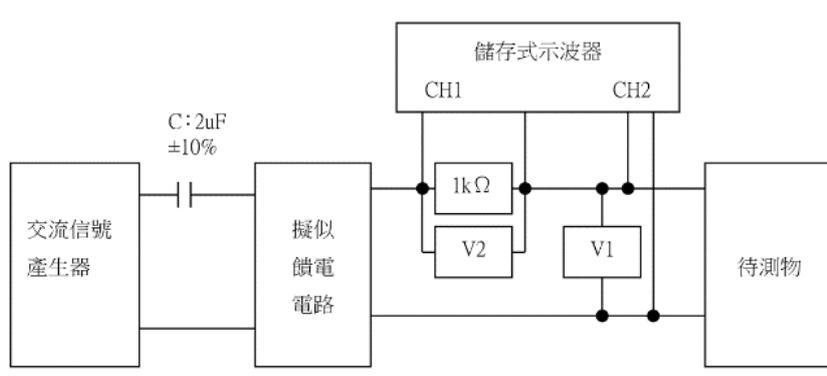 儲存式示波器
CH1
CH2
C:2uF
±10%
交流信號
產生器
擬似
饋電
電路
1kΩ
V2
V1
待測物